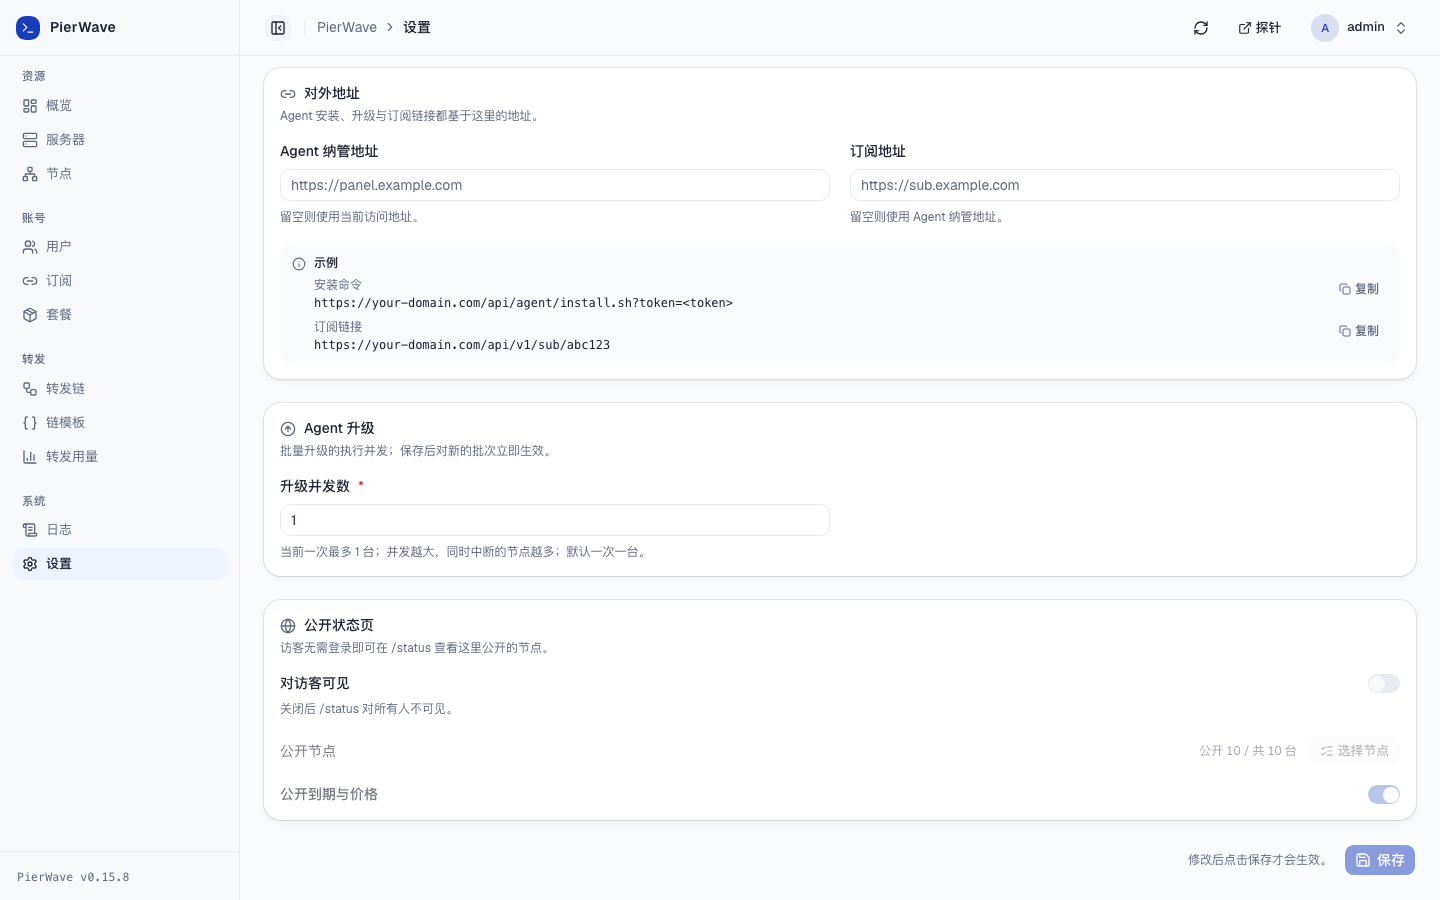 PierWave
PierWave > 设置
探针
A
admin
资源
概览
服务器
节点
账号
用户
订阅
套餐
转发
转发链
链模板
转发用量
系统
日志
设置
PierWave v0.15.8
对外地址
Agent 安装、升级与订阅链接都基于这里的地址。
Agent 纳管地址
https://panel.example.com
留空则使用当前访问地址。
订阅地址
https://sub.example.com
留空则使用 Agent 纳管地址。
示例
安装命令
https://your-domain.com/api/agent/install.sh?token=<token>
复制
订阅链接
https://your-domain.com/api/v1/sub/abc123
复制
Agent 升级
批量升级的执行并发；保存后对新的批次立即生效。
升级并发数 *
1
当前一次最多 1 台；并发越大，同时中断的节点越多；默认一次一台。
公开状态页
访客无需登录即可在 /status 查看这里公开的节点。
对访客可见
关闭后 /status 对所有人不可见。
公开节点
公开 10 / 共 10 台
选择节点
公开到期与价格
修改后点击保存才会生效。
保存